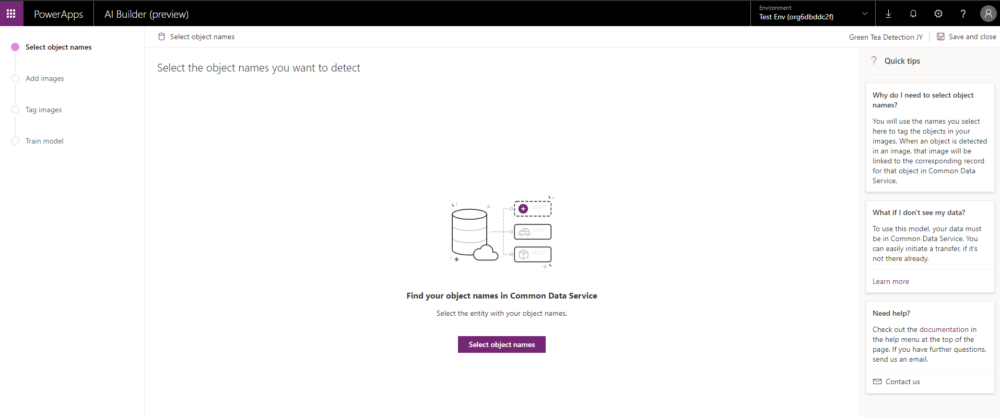 PowerApps
AI Builder (preview)
Environment
Test Env (org6dbddc2f)
?
Select object names
Add images
Tag images
Train model
Select object names
Green Tea Detection JY
Save and close
Select the object names you want to detect
Find your object names in Common Data Service
Select the entity with your object names.
Select object names
? Quick tips
Why do I need to select object
names?
You will use the names you select
here to tag the objects in your
images. When an object is detected
in an image, that image will be
linked to the corresponding record
for that object in Common Data
Service.
What if I don't see my data?
To use this model, your data must
be in Common Data Service. You
can easily initiate a transfer, if it’s
not there already.
Learn more
Need help?
Check out the documentation in
the help menu at the top of the
page. If you have further questions,
send us an email.
Contact us